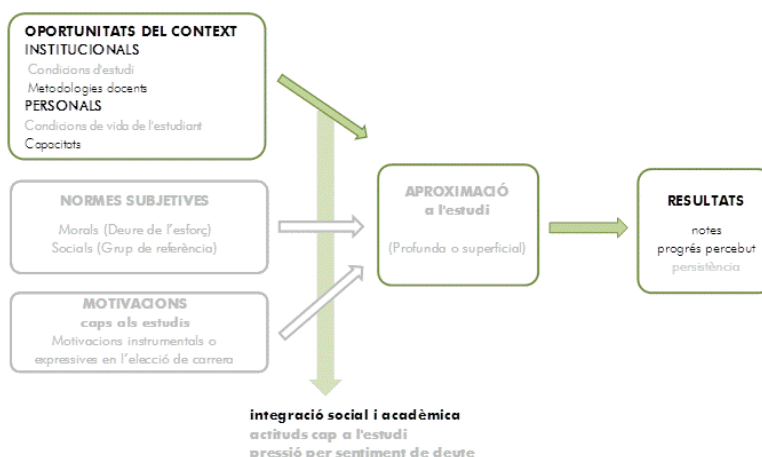 OPORTUNITATS DEL CONTEXT
INSTITUCIONALS
Condicions d'estudi
Metodologies docents
PERSONALS
Condicions de vida de l'estudiant
Capacitats
NORMES SUBJETIVES
Morals (Deure de l'esforç)
Socials (Grup de referència)
MOTIVACIONS
caps als estudis
Motivacions instrumentals o
expressives en l'elecció de carrera
APROXIMACIÓ
a l'estudi
(Profunda o superficial)
RESULTATS
notes
progrés percebut
persistència
integració social i acadèmica
actituds cap a l'estudi
pressió per sentiment de deute